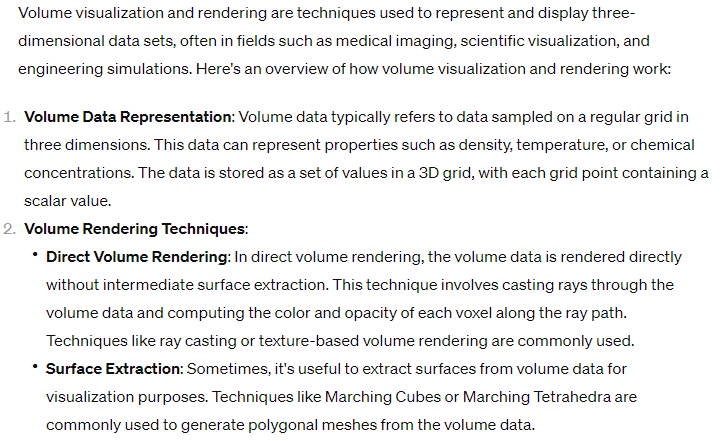 Volume visualization and rendering are techniques used to represent and display three-
dimensional data sets, often in fields such as medical imaging, scientific visualization, and
engineering simulations. Here's an overview of how volume visualization and rendering work:
1. Volume Data Representation: Volume data typically refers to data sampled on a regular grid in
three dimensions. This data can represent properties such as density, temperature, or chemical
concentrations. The data is stored as a set of values in a 3D grid, with each grid point containing a
scalar value.
2. Volume Rendering Techniques:
• Direct Volume Rendering: In direct volume rendering, the volume data is rendered directly
without intermediate surface extraction. This technique involves casting rays through the
volume data and computing the color and opacity of each voxel along the ray path.
Techniques like ray casting or texture-based volume rendering are commonly used.
• Surface Extraction: Sometimes, it's useful to extract surfaces from volume data for
visualization purposes. Techniques like Marching Cubes or Marching Tetrahedra are
commonly used to generate polygonal meshes from the volume data.